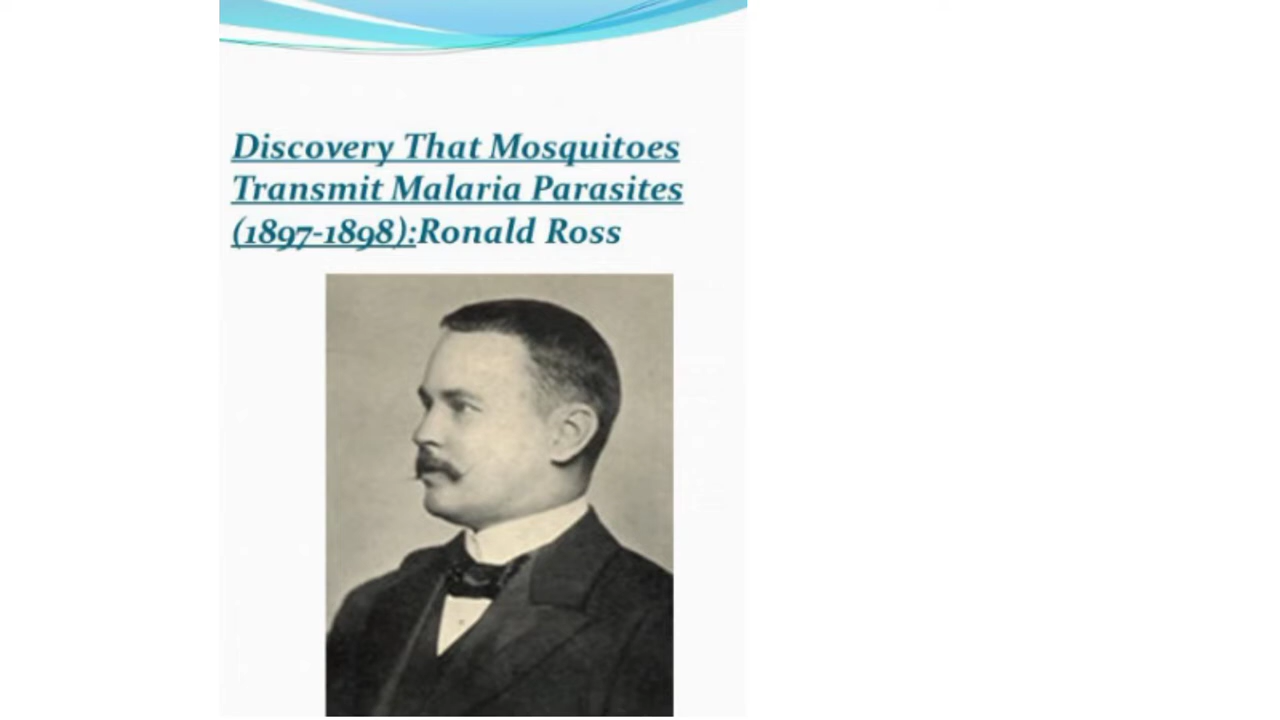 Discovery That Mosquitoes
Transmit Malaria Parasites
(1897-1898):Ronald Ross